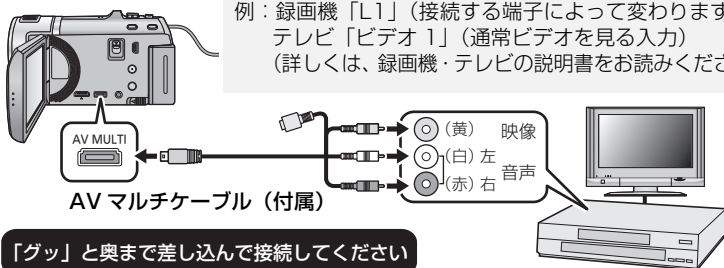 例：録画機「L1」（接続する端子によって変わります
テレビ「ビデオ 1」（通常ビデオを見る入力）
（詳しくは、録画機・テレビの説明書をお読みくださ
AV MULTI
（黄） 映像
（白）左
音声
（赤）右
AV マルチケーブル（付属）
「グッ」と奥まで差し込んで接続してください